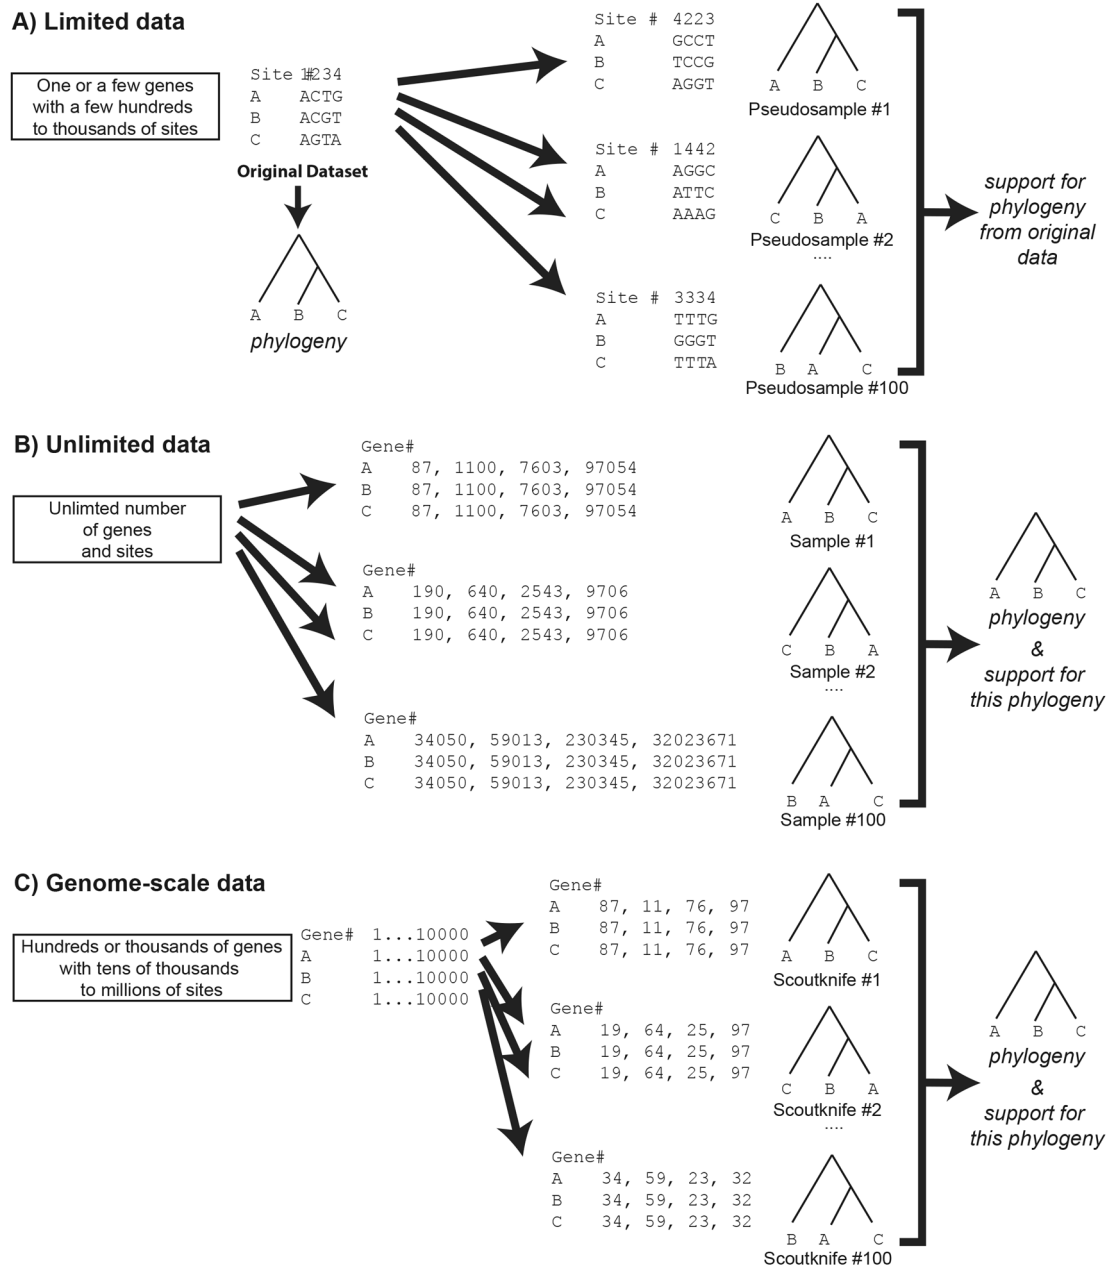 A) Limited data
One or a few genes
with a few hundreds
to thousands of sites
Site # 1234
A ACTG
B ACGT
C AGTA
Original Dataset
A B C
phylogeny
Site # 4223
A GCCT
B TCCG
C AGGT
A B C
Pseudosample #1
Site # 1442
A AGGC
B ATTC
C AAAG
C B A
Pseudosample #2
....
Site # 3334
A TTTG
B GGGT
C TTTA
B A C
Pseudosample #100
support for
phylogeny
from original
data
B) Unlimited data
Unlimted number
of genes
and sites
Gene#
A 87, 1100, 7603, 97054
B 87, 1100, 7603, 97054
C 87, 1100, 7603, 97054
A B C
Sample #1
Gene#
A 190, 640, 2543, 9706
B 190, 640, 2543, 9706
C 190, 640, 2543, 9706
C B A
Sample #2
....
Gene#
A 34050, 59013, 230345, 32023671
B 34050, 59013, 230345, 32023671
C 34050, 59013, 230345, 32023671
B A C
Sample #100
A B C
phylogeny
&
support for
this phylogeny
C) Genome-scale data
Hundreds or thousands of genes
with tens of thousands
to millions of sites
Gene# 1...10000
A 1...10000
B 1...10000
C 1...10000
Gene#
A 87, 11, 76, 97
B 87, 11, 76, 97
C 87, 11, 76, 97
A B C
Scoutknife #1
Gene#
A 19, 64, 25, 97
B 19, 64, 25, 97
C 19, 64, 25, 97
C B A
Scoutknife #2
....
Gene#
A 34, 59, 23, 32
B 34, 59, 23, 32
C 34, 59, 23, 32
B A C
Scoutknife #100
A B C
phylogeny
&
support for
this phylogeny